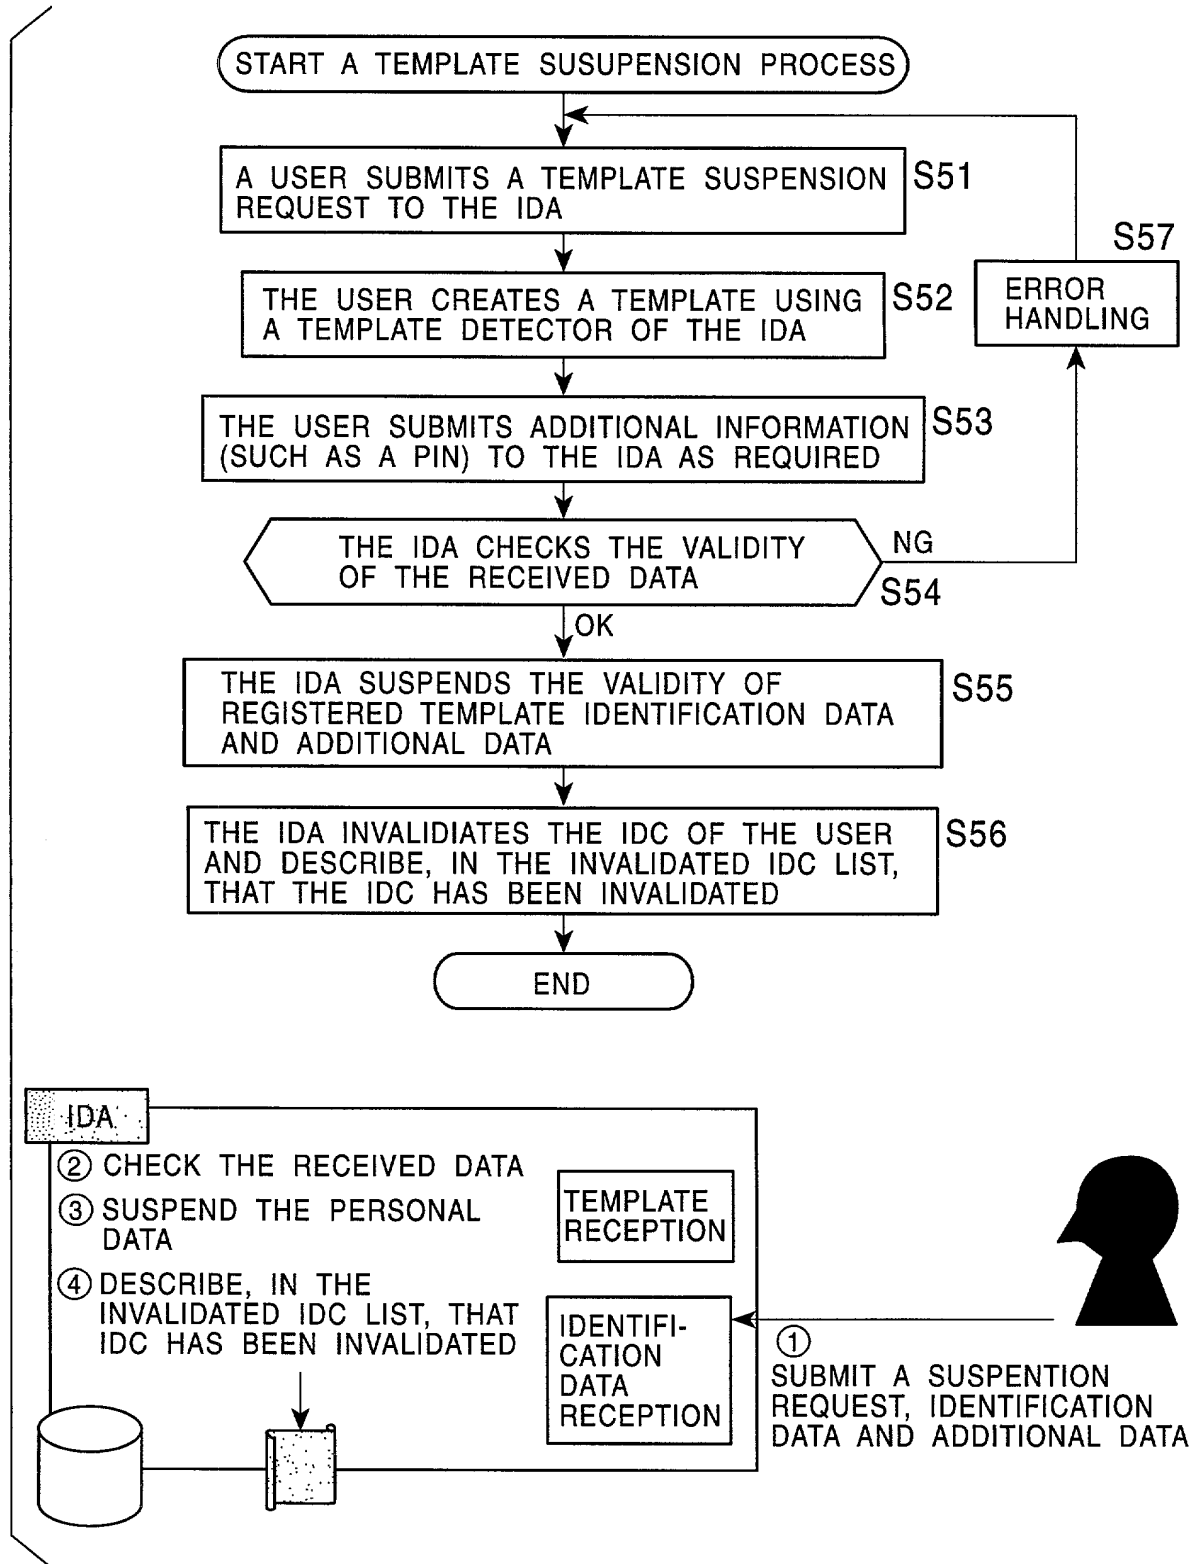 START A TEMPLATE SUSUPENSION PROCESS
A USER SUBMITS A TEMPLATE SUSPENSION
REQUEST TO THE IDA
S51
S57
ERROR
HANDLING
THE USER CREATES A TEMPLATE USING
A TEMPLATE DETECTOR OF THE IDA
S52
THE USER SUBMITS ADDITIONAL INFORMATION
(SUCH AS A PIN) TO THE IDA AS REQUIRED
S53
THE IDA CHECKS THE VALIDITY
OF THE RECEIVED DATA
NG
S54
OK
THE IDA SUSPENDS THE VALIDITY OF
REGISTERED TEMPLATE IDENTIFICATION DATA
AND ADDITIONAL DATA
S55
THE IDA INVALIDIATES THE IDC OF THE USER
AND DESCRIBE, IN THE INVALIDATED IDC LIST,
THAT THE IDC HAS BEEN INVALIDATED
S56
END
IDA
② CHECK THE RECEIVED DATA
③ SUSPEND THE PERSONAL
DATA
④ DESCRIBE, IN THE
INVALIDATED IDC LIST, THAT
IDC HAS BEEN INVALIDATED
TEMPLATE
RECEPTION
IDENTIFI-
CATION
DATA
RECEPTION
①
SUBMIT A SUSPENTION
REQUEST, IDENTIFICATION
DATA AND ADDITIONAL DATA